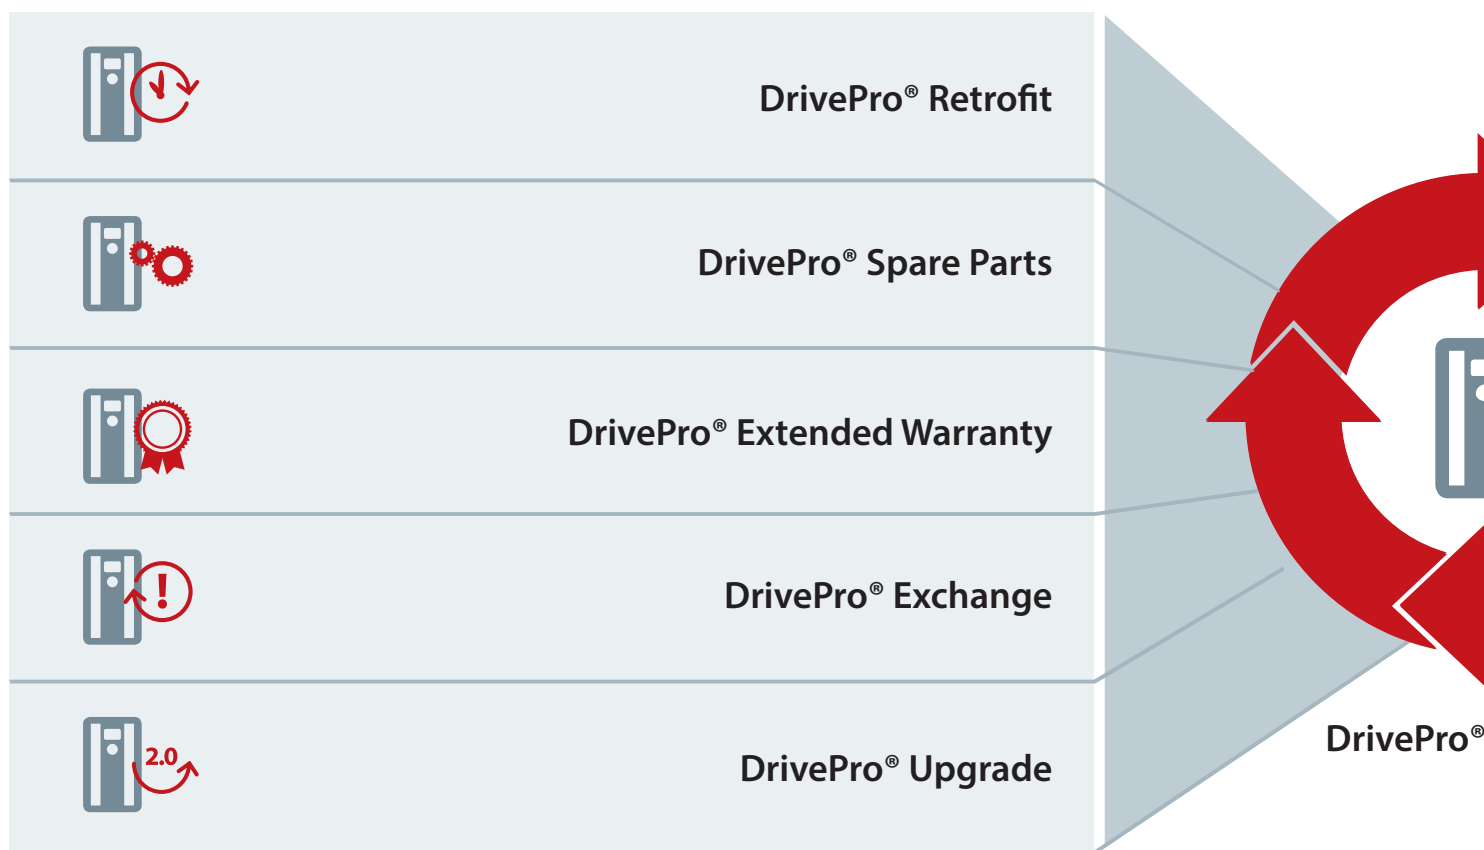 DrivePro® Retrofit
DrivePro® Spare Parts
DrivePro® Extended Warranty
DrivePro® Exchange
2.0
DrivePro® Upgrade
DrivePro®